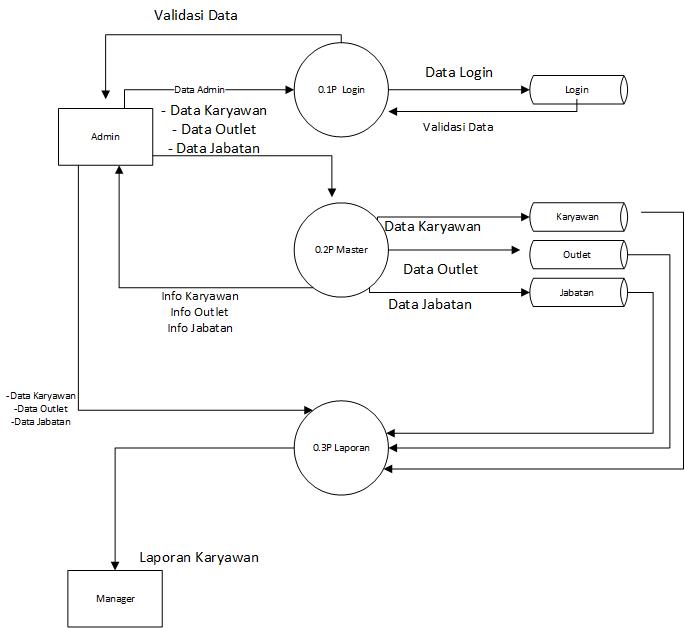 Validasi Data
Data Admin
0.1P Login
Data Login
Login
Validasi Data
Admin
- Data Karyawan
- Data Outlet
- Data Jabatan
0.2P Master
Data Karyawan
Karyawan
Data Outlet
Outlet
Data Jabatan
Jabatan
Info Karyawan
Info Outlet
Info Jabatan
-Data Karyawan
-Data Outlet
-Data Jabatan
0.3P Laporan
Laporan Karyawan
Manager